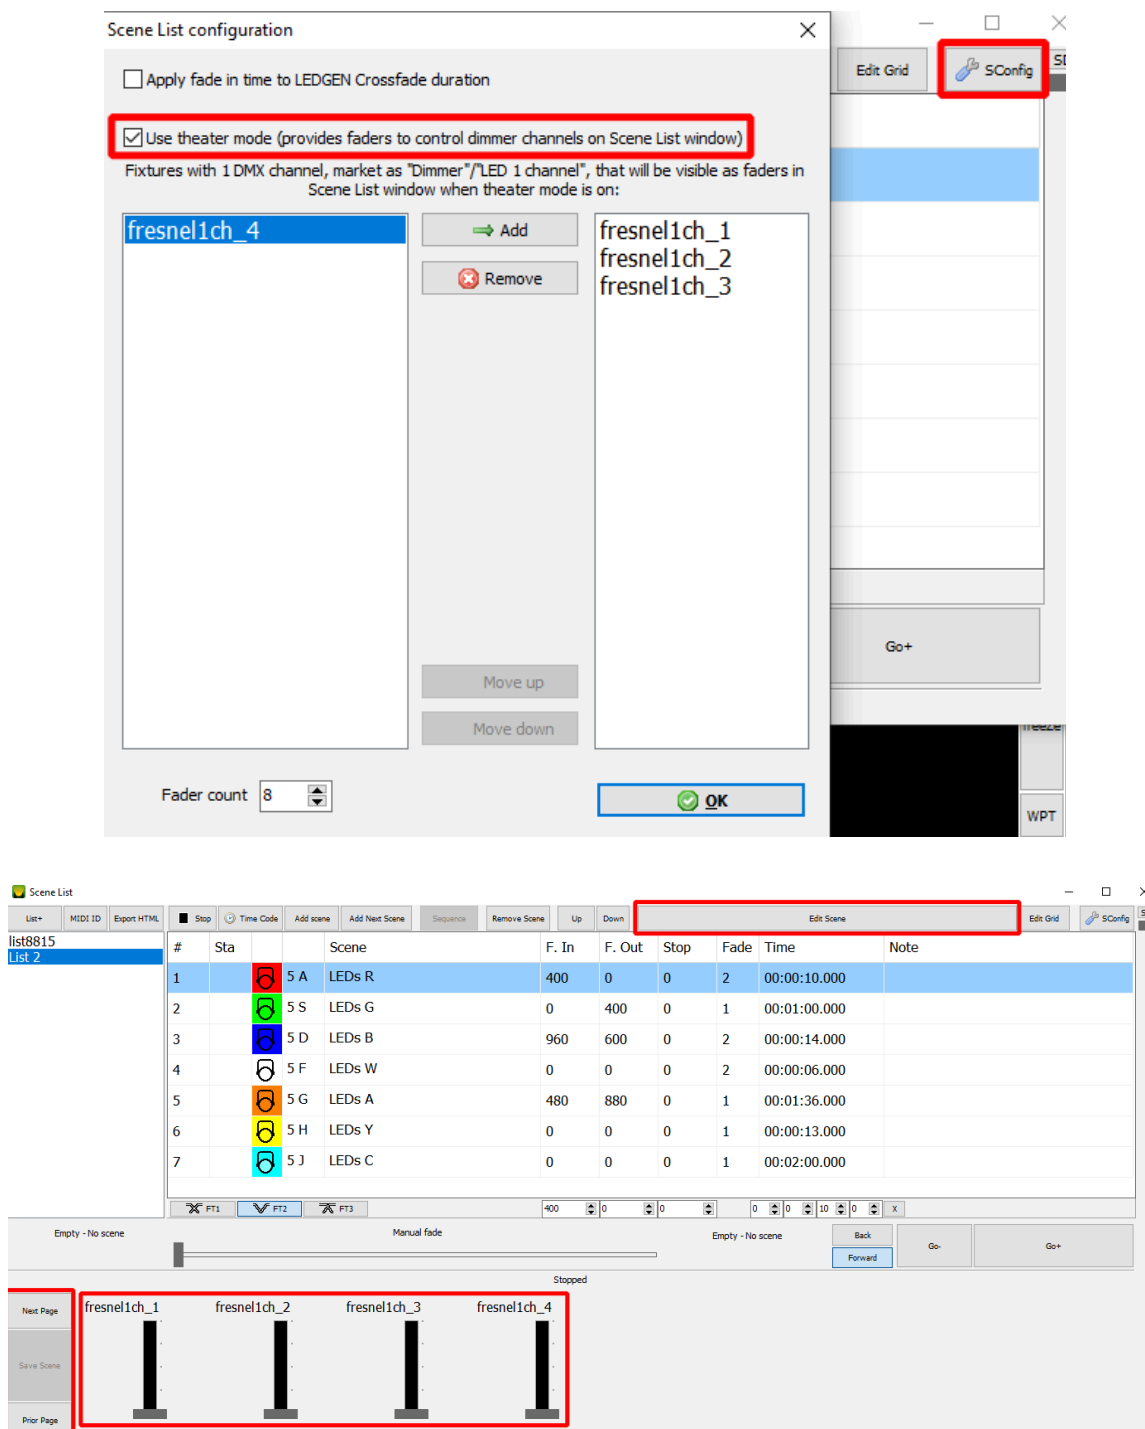 Scene List configuration
Edit Grid
SConfig
Apply fade in time to LEDGEN Crossfade duration
Use theater mode (provides faders to control dimmer channels on Scene List window)
Fixtures with 1 DMX channel, market as "Dimmer"/"LED 1 channel", that will be visible as faders in
Scene List window when theater mode is on:
fresnel1ch_4
Add
Remove
fresnel1ch_1
fresnel1ch_2
fresnel1ch_3
Go+
Move up
Move down
Fader count 8
OK
freeze
WPT
Scene List
List+ MIDI ID Export HTML Stop Time Code Add scene Add Next Scene Sequence Remove Scene Up Down Edit Scene Edit Grid SConfig
list8815
List 2
# Sta Scene F. In F. Out Stop Fade Time Note
1 5 A LEDs R 400 0 0 2 00:00:10.000
2 5 S LEDs G 0 400 0 1 00:01:00.000
3 5 D LEDs B 960 600 0 2 00:00:14.000
4 5 F LEDs W 0 0 0 2 00:00:06.000
5 5 G LEDs A 480 880 0 1 00:01:36.000
6 5 H LEDs Y 0 0 0 1 00:00:13.000
7 5 J LEDs C 0 0 0 1 00:02:00.000
FT1 FT2 FT3 400 0 0 0 0 10 0 X
Empty - No scene Manual fade Empty - No scene Back Go- Go+
Forward
Stopped
Next Page
Save Scene
Prior Page
fresnel1ch_1 fresnel1ch_2 fresnel1ch_3 fresnel1ch_4